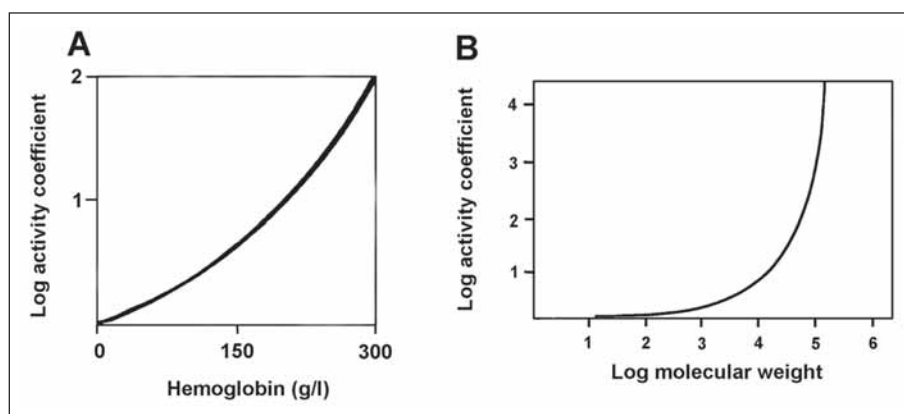 A
Log activity coefficient
2
1
0
150
300
Hemoglobin (g/l)
B
Log activity coefficient
4
3
2
1
1
2
3
4
5
6
Log molecular weight